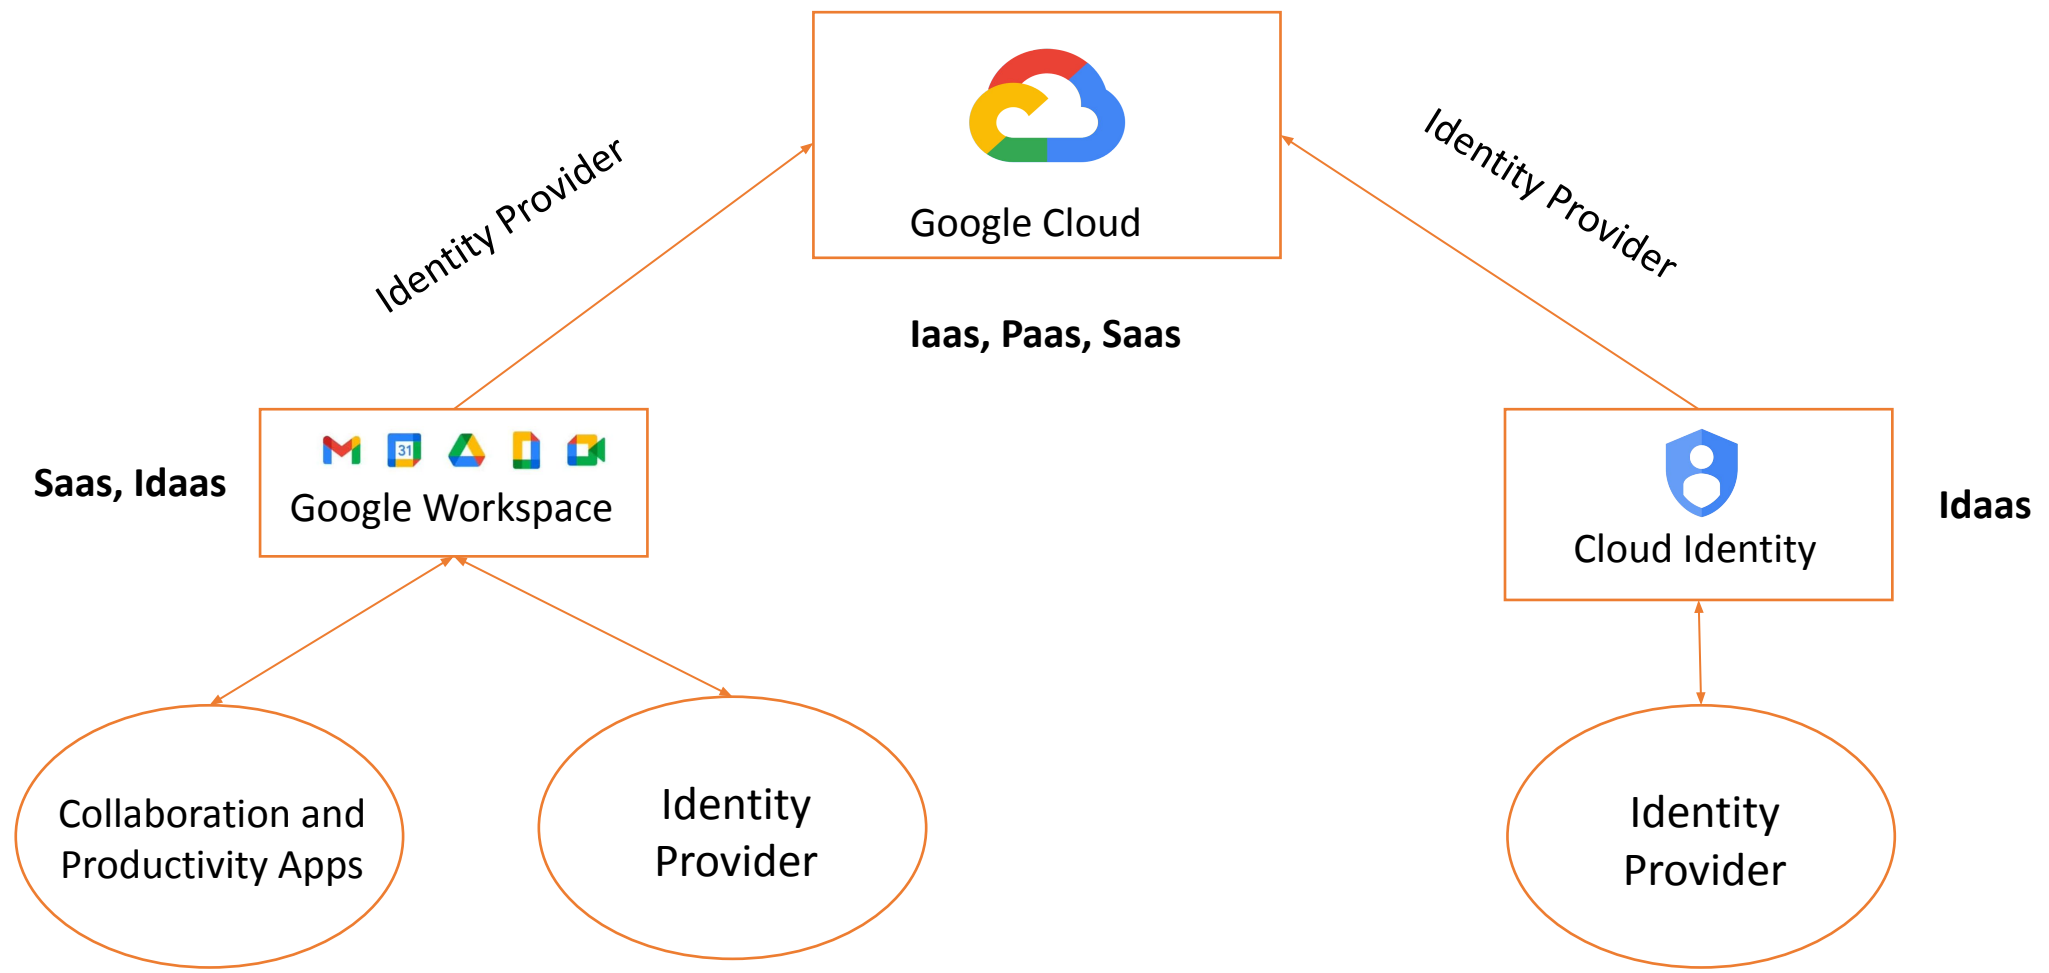 Google Cloud
Identity Provider
Identity Provider
Iaas, Paas, Saas
31
Google Workspace
Saas, Idaas
Cloud Identity
Idaas
Collaboration and
Productivity Apps
Identity
Provider
Identity
Provider